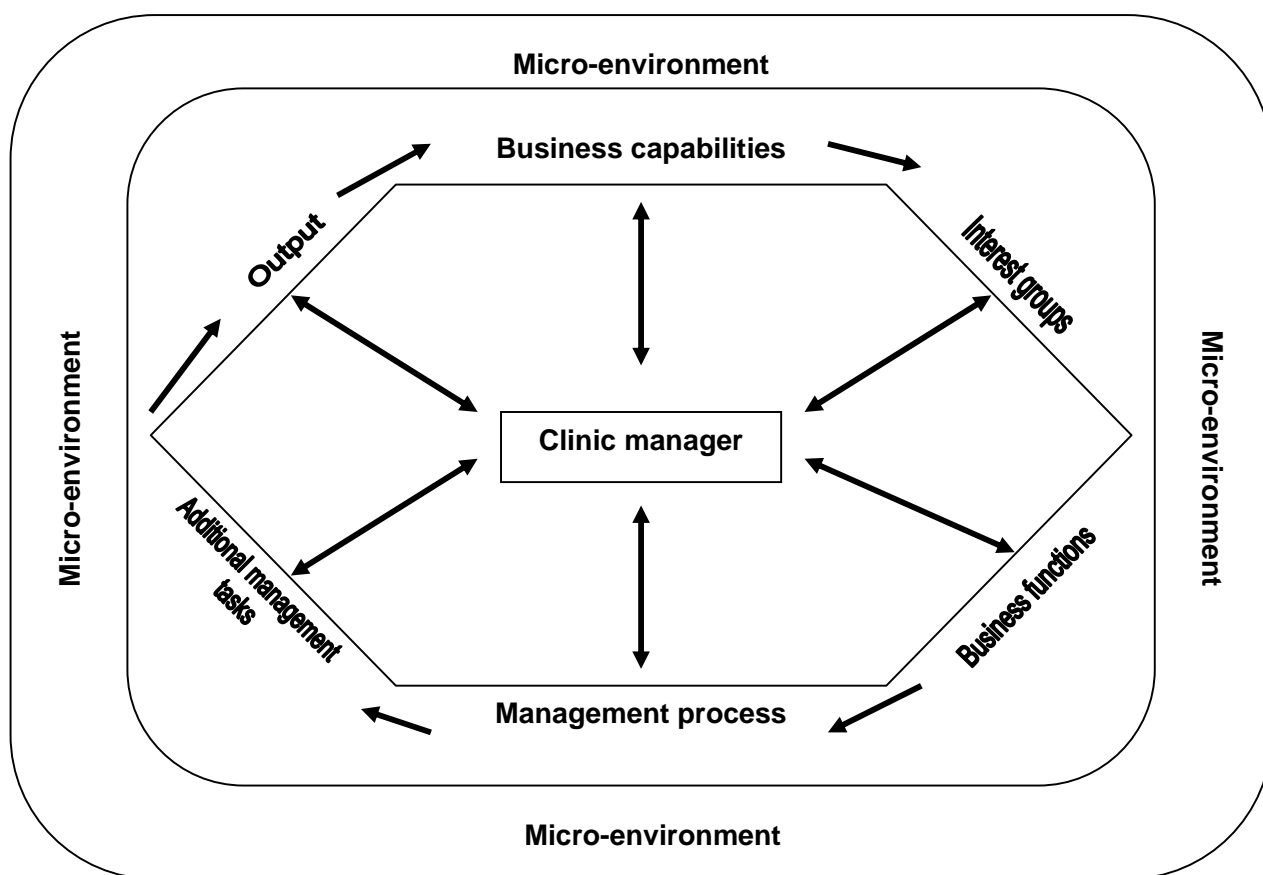 Micro-environment
Business capabilities
Output
Interest groups
Micro-environment
Clinic manager
Micro-environment
Additional management
tasks
Business functions
Management process
Micro-environment